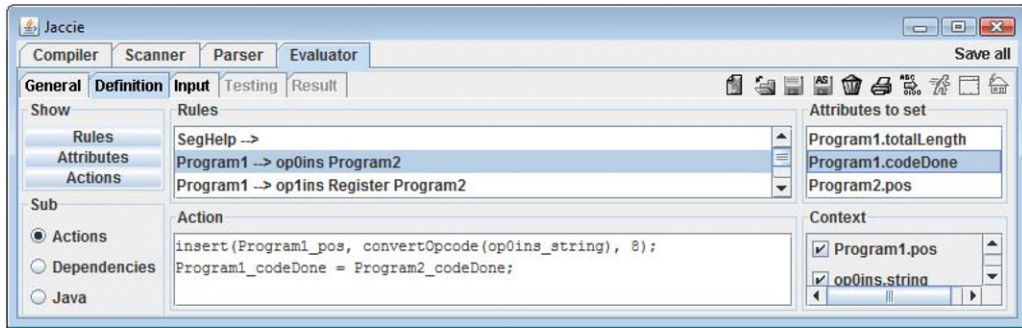 Jaccie
Compiler Scanner Parser Evaluator Save all
General Definition Input Testing Result
Show
Rules
Attributes
Actions
Sub
Actions
Dependencies
Java
Rules
SegHelp -->
Program1 --> op0ins Program2
Program1 --> op1ins Register Program2
Action
insert(Program1_pos, convertOpcode(op0ins_string), 8);
Program1_codeDone = Program2_codeDone;
Attributes to set
Program1.totalLength
Program1.codeDone
Program2.pos
Context
Program1.pos
op0ins.string